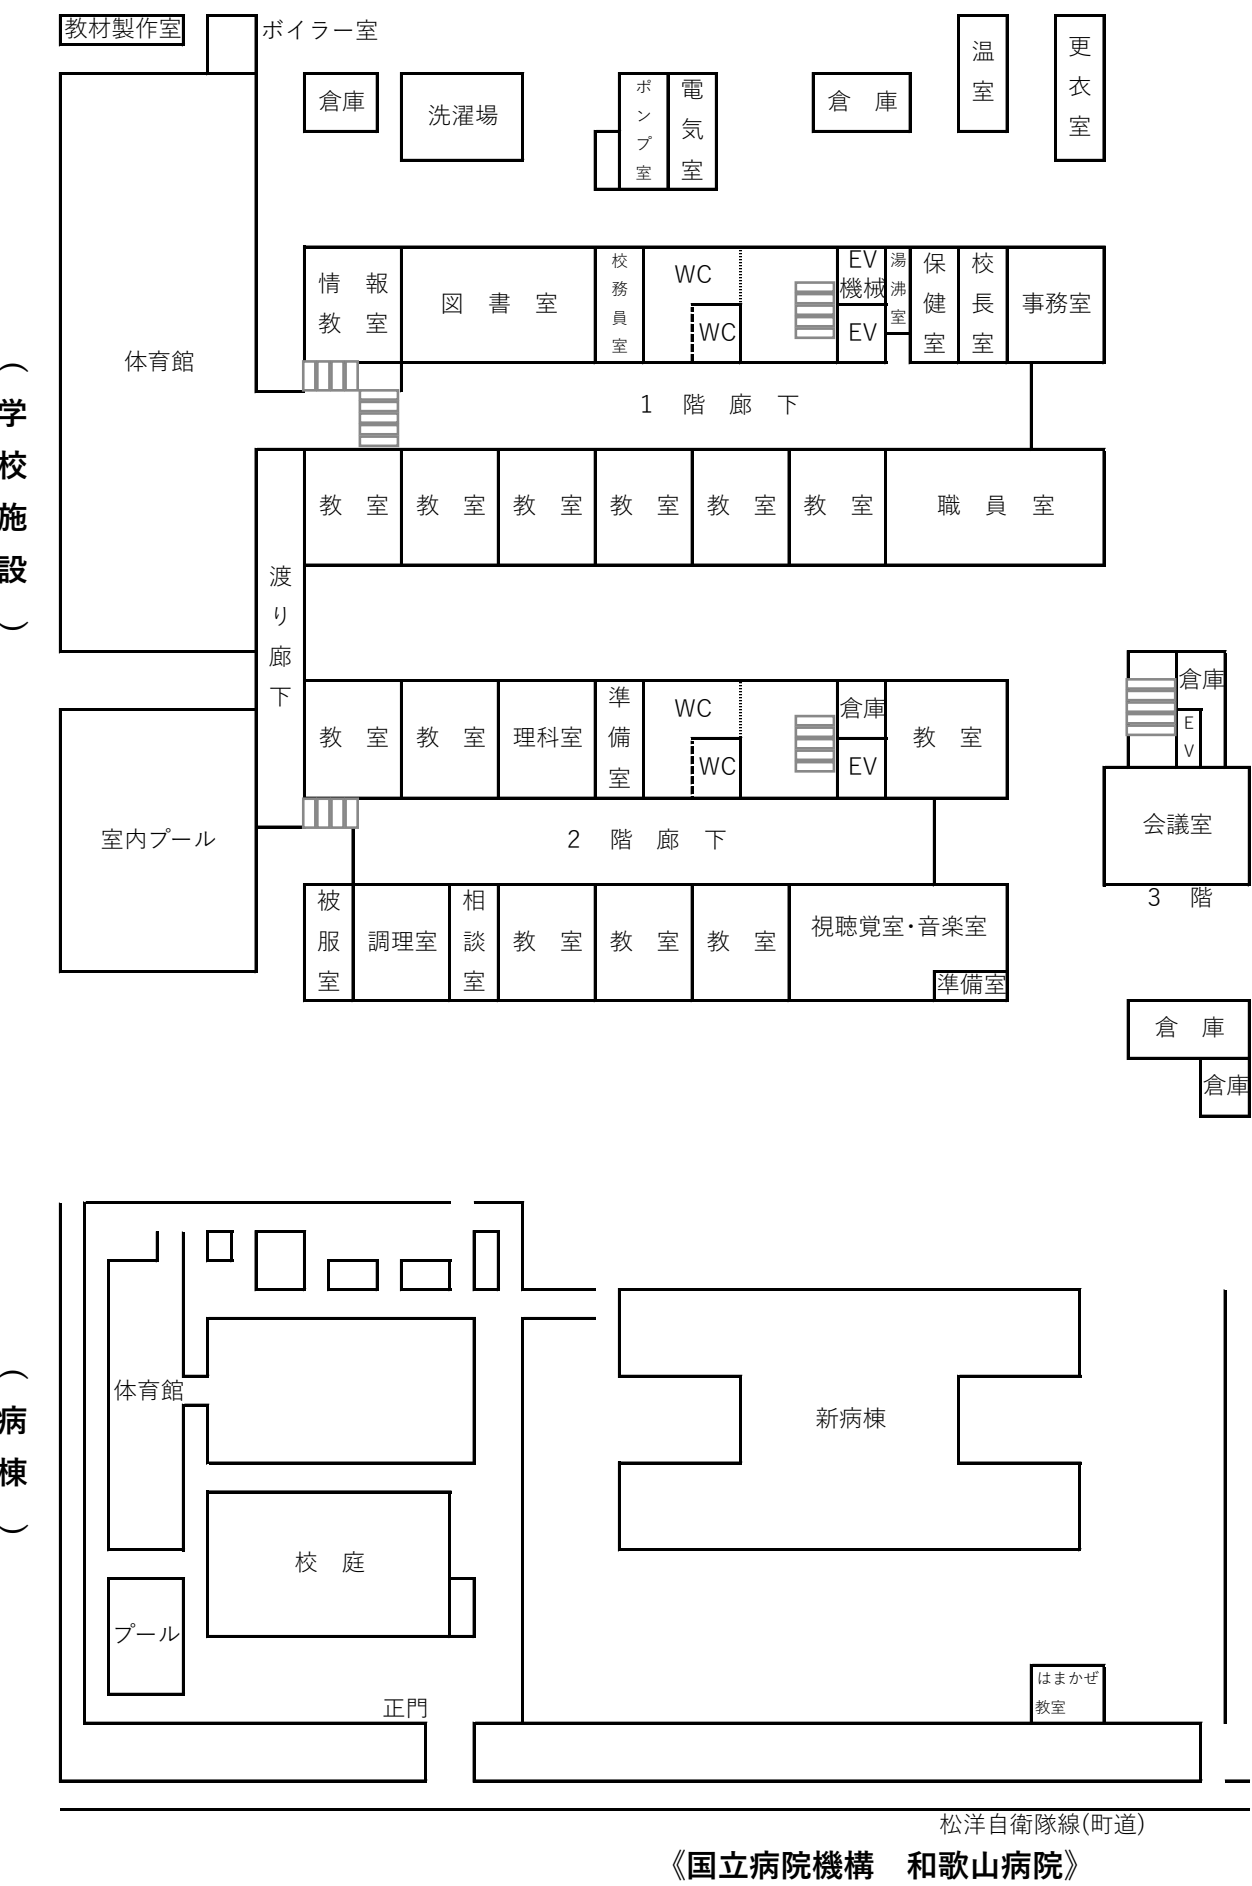 教材製作室
ボイラー室
温室
更衣室
倉庫
洗濯場
ポンプ室
電気室
倉　庫
(学校施設)
体育館
情　報
教　室
図　書　室
校務員室
WC
WC
EV
機械
EV
湯沸室
保健室
校長室
事務室
1　階　廊　下
教　室
教　室
教　室
教　室
教　室
教　室
職　員　室
渡り廊下
室内プール
教　室
教　室
理科室
準備室
WC
WC
倉庫
EV
教　室
倉庫
EV
会議室
3　階
2　階　廊　下
被服室
調理室
相談室
教　室
教　室
教　室
視聴覚室・音楽室
準備室
倉　庫
倉庫
(病棟)
体育館
新病棟
校　庭
プール
はまかぜ
教室
正門
松洋自衛隊線(町道)
《国立病院機構　和歌山病院》